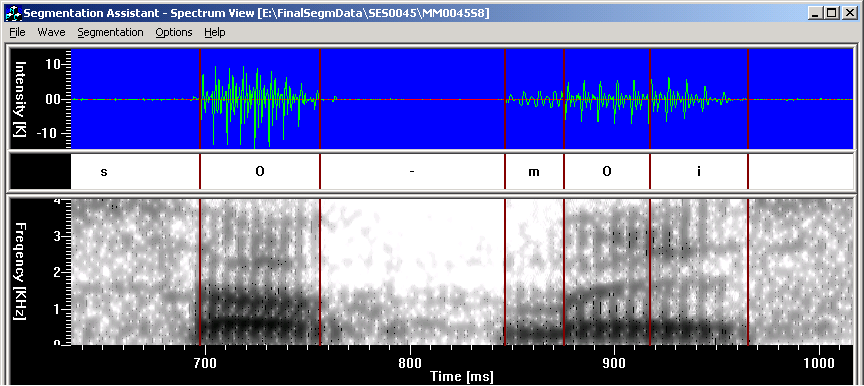 Segmentation Assistant - Spectrum View [E:\FinalSegmData\SES0045\MM0045S8]
File Wave Segmentation Options Help
Intensity [K]
10
00
-10
s O - m O i
Freqency [KHz]
4
3
2
1
0
700 800 900 1000
Time [ms]